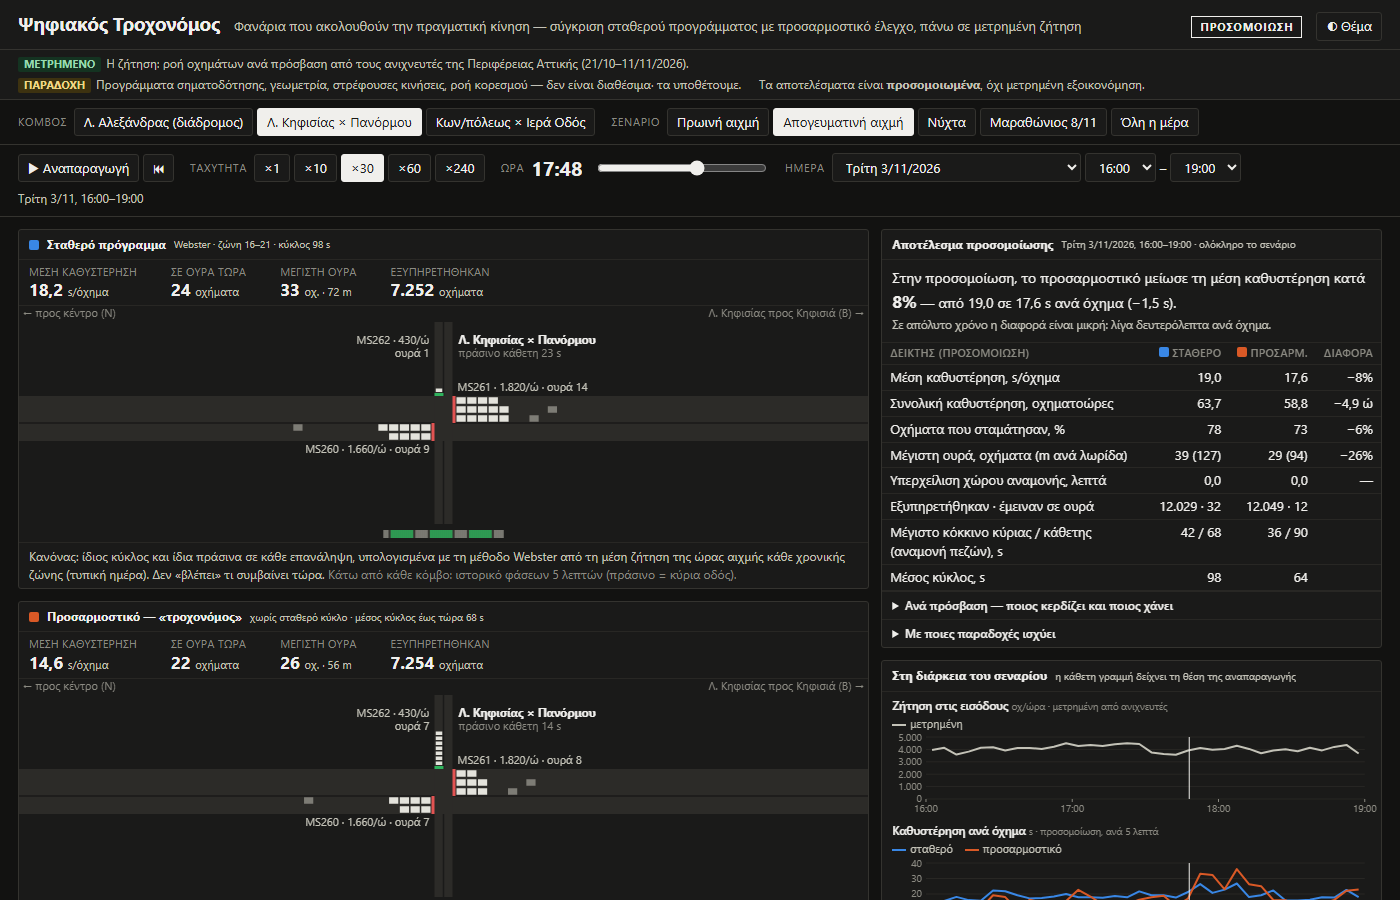 Ψηφιακός Τροχονόμος
Φανάρια που ακολουθούν την πραγματική κίνηση — σύγκριση σταθερού προγράμματος με προσαρμοστικό έλεγχο, πάνω σε μετρημένη ζήτηση
ΠΡΟΣΟΜΟΙΩΣΗ
◐ Θέμα
ΜΕΤΡΗΜΕΝΟ Η ζήτηση: ροή οχημάτων ανά πρόσβαση από τους ανιχνευτές της Περιφέρειας Αττικής (21/10–11/11/2026).
ΠΑΡΑΔΟΧΗ Προγράμματα σηματοδότησης, γεωμετρία, στρέφουσες κινήσεις, ροή κορεσμού — δεν είναι διαθέσιμα· τα υποθέτουμε. Τα αποτελέσματα είναι προσομοιωμένα, όχι μετρημένη εξοικονόμηση.
ΚΟΜΒΟΣ Λ. Αλεξάνδρας (διάδρομος) Λ. Κηφισίας × Πανόρμου Κων/πόλεως × Ιερά Οδός ΣΕΝΑΡΙΟ Πρωινή αιχμή Απογευματινή αιχμή Νύχτα Μαραθώνιος 8/11 Όλη η μέρα
▶ Αναπαραγωγή ⏮ ΤΑΧΥΤΗΤΑ ×1 ×10 ×30 ×60 ×240 ΩΡΑ 17:48 ΗΜΕΡΑ Τρίτη 3/11/2026 16:00 – 19:00
Τρίτη 3/11, 16:00–19:00
Σταθερό πρόγραμμα Webster · ζώνη 16–21 · κύκλος 98 s
ΜΕΣΗ ΚΑΘΥΣΤΕΡΗΣΗ ΣΕ ΟΥΡΑ ΤΩΡΑ ΜΕΓΙΣΤΗ ΟΥΡΑ ΕΞΥΠΗΡΕΤΗΘΗΚΑΝ
18,2 s/όχημα 24 οχήματα 33 οχ. · 72 m 7.252 οχήματα
← προς κέντρο (Ν) Λ. Κηφισίας προς Κηφισιά (Β) →
MS262 · 430/ώ
ουρά 1
Λ. Κηφισίας × Πανόρμου
πράσινο κάθετη 23 s
MS261 · 1.820/ώ · ουρά 14
MS260 · 1.660/ώ · ουρά 9
Κανόνας: ίδιος κύκλος και ίδια πράσινα σε κάθε επανάληψη, υπολογισμένα με τη μέθοδο Webster από τη μέση ζήτηση της ώρας αιχμής κάθε χρονικής
ζώνης (τυπική ημέρα). Δεν «βλέπει» τι συμβαίνει τώρα. Κάτω από κάθε κόμβο: ιστορικό φάσεων 5 λεπτών (πράσινο = κύρια οδός).
Προσαρμοστικό — «τροχονόμος» χωρίς σταθερό κύκλο · μέσος κύκλος έως τώρα 68 s
ΜΕΣΗ ΚΑΘΥΣΤΕΡΗΣΗ ΣΕ ΟΥΡΑ ΤΩΡΑ ΜΕΓΙΣΤΗ ΟΥΡΑ ΕΞΥΠΗΡΕΤΗΘΗΚΑΝ
14,6 s/όχημα 22 οχήματα 26 οχ. · 56 m 7.254 οχήματα
← προς κέντρο (Ν) Λ. Κηφισίας προς Κηφισιά (Β) →
MS262 · 430/ώ
ουρά 7
Λ. Κηφισίας × Πανόρμου
πράσινο κάθετη 14 s
MS261 · 1.820/ώ · ουρά 8
MS260 · 1.660/ώ · ουρά 7
Αποτέλεσμα προσομοίωσης Τρίτη 3/11/2026, 16:00–19:00 · ολόκληρο το σενάριο
Στην προσομοίωση, το προσαρμοστικό μείωσε τη μέση καθυστέρηση κατά
8% — από 19,0 σε 17,6 s ανά όχημα (−1,5 s).
Σε απόλυτο χρόνο η διαφορά είναι μικρή: λίγα δευτερόλεπτα ανά όχημα.
ΔΕΙΚΤΗΣ (ΠΡΟΣΟΜΟΙΩΣΗ) ΣΤΑΘΕΡΟ ΠΡΟΣΑΡΜ. ΔΙΑΦΟΡΑ
Μέση καθυστέρηση, s/όχημα 19,0 17,6 −8%
Συνολική καθυστέρηση, οχηματοώρες 63,7 58,8 −4,9 ώ
Οχήματα που σταμάτησαν, % 78 73 −6%
Μέγιστη ουρά, οχήματα (m ανά λωρίδα) 39 (127) 29 (94) −26%
Υπερχείλιση χώρου αναμονής, λεπτά 0,0 0,0 —
Εξυπηρετήθηκαν · έμειναν σε ουρά 12.029 · 32 12.049 · 12
Μέγιστο κόκκινο κύριας / κάθετης 42 / 68 36 / 90
(αναμονή πεζών), s
Μέσος κύκλος, s 98 64
▶ Ανά πρόσβαση — ποιος κερδίζει και ποιος χάνει
▶ Με ποιες παραδοχές ισχύει
Στη διάρκεια του σεναρίου η κάθετη γραμμή δείχνει τη θέση της αναπαραγωγής
Ζήτηση στις εισόδους οχ/ώρα · μετρημένη από ανιχνευτές
μετρημένη
5.000
4.000
3.000
2.000
1.000
0
16:00 17:00 18:00 19:00
Καθυστέρηση ανά όχημα s · προσομοίωση, ανά 5 λεπτά
σταθερό προσαρμοστικό
40
30
20